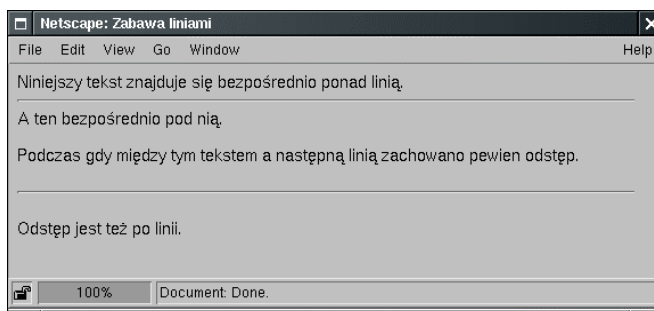 Netscape: Zabawa liniami
File Edit View Go Window Help
Niniejszy tekst znajduje się bezpośrednio ponad linią.
A ten bezpośrednio pod nią.
Podczas gdy między tym tekstem a następną linią zachowano pewien odstęp.
Odstęp jest też po linii.
100% Document: Done.